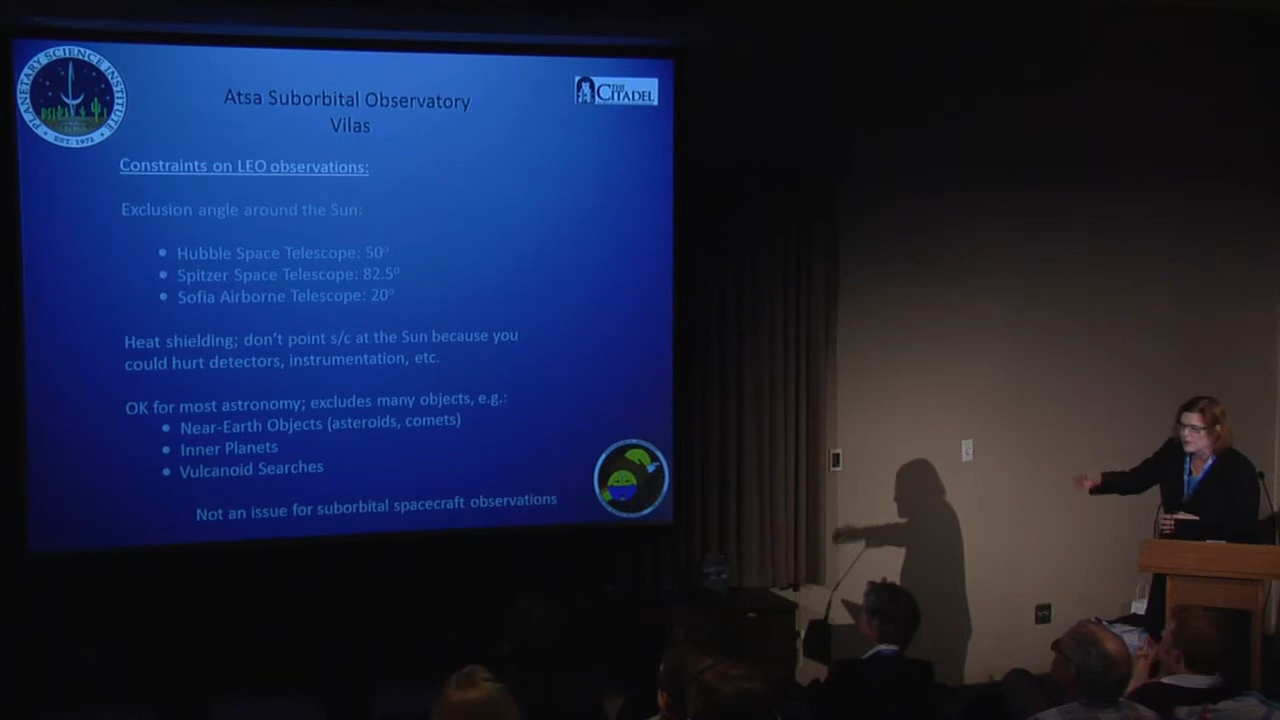 PLANETARY SCIENCE INSTITUTE
EST. 1972
THE CITADEL
Atsa Suborbital Observatory
Vilas
Constraints on LEO observations:
Exclusion angle around the Sun:
• Hubble Space Telescope: 50°
• Spitzer Space Telescope: 82.5°
• Sofia Airborne Telescope: 20°
Heat shielding; don't point s/c at the Sun because you
could hurt detectors, instrumentation, etc.
OK for most astronomy; excludes many objects, e.g.:
• Near-Earth Objects (asteroids, comets)
• Inner Planets
• Vulcanoid Searches
Not an issue for suborbital spacecraft observations